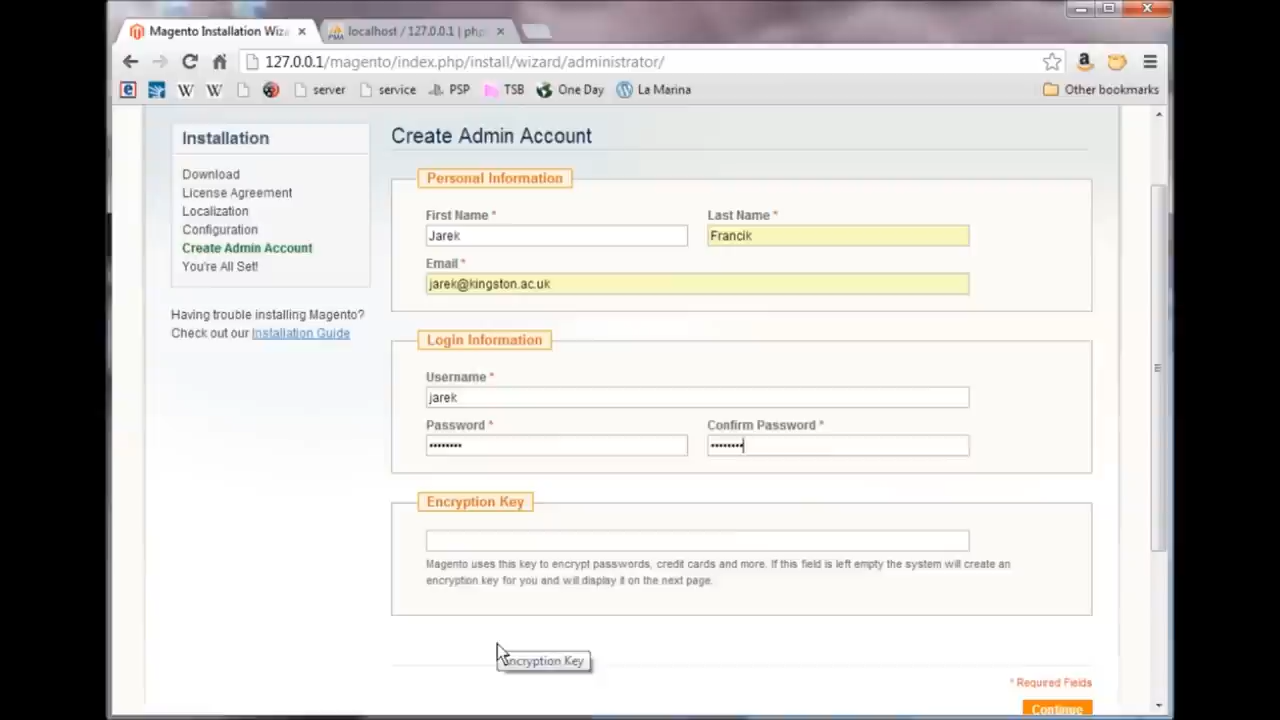 Magento Installation Wiza
localhost / 127.0.0.1 | php
127.0.0.1/magento/index.php/install/wizard/administrator/
server service PSP TSB One Day La Marina Other bookmarks
Installation
Download
License Agreement
Localization
Configuration
Create Admin Account
You're All Set!
Having trouble installing Magento?
Check out our Installation Guide
Create Admin Account
Personal Information
First Name * Last Name *
Jarek Francik
Email *
jarek@kingston.ac.uk
Login Information
Username *
jarek
Password * Confirm Password *
•••••••• ••••••••
Encryption Key
Magento uses this key to encrypt passwords, credit cards and more. If this field is left empty the system will create an
encryption key for you and will display it on the next page.
Encryption Key
* Required Fields
Continue